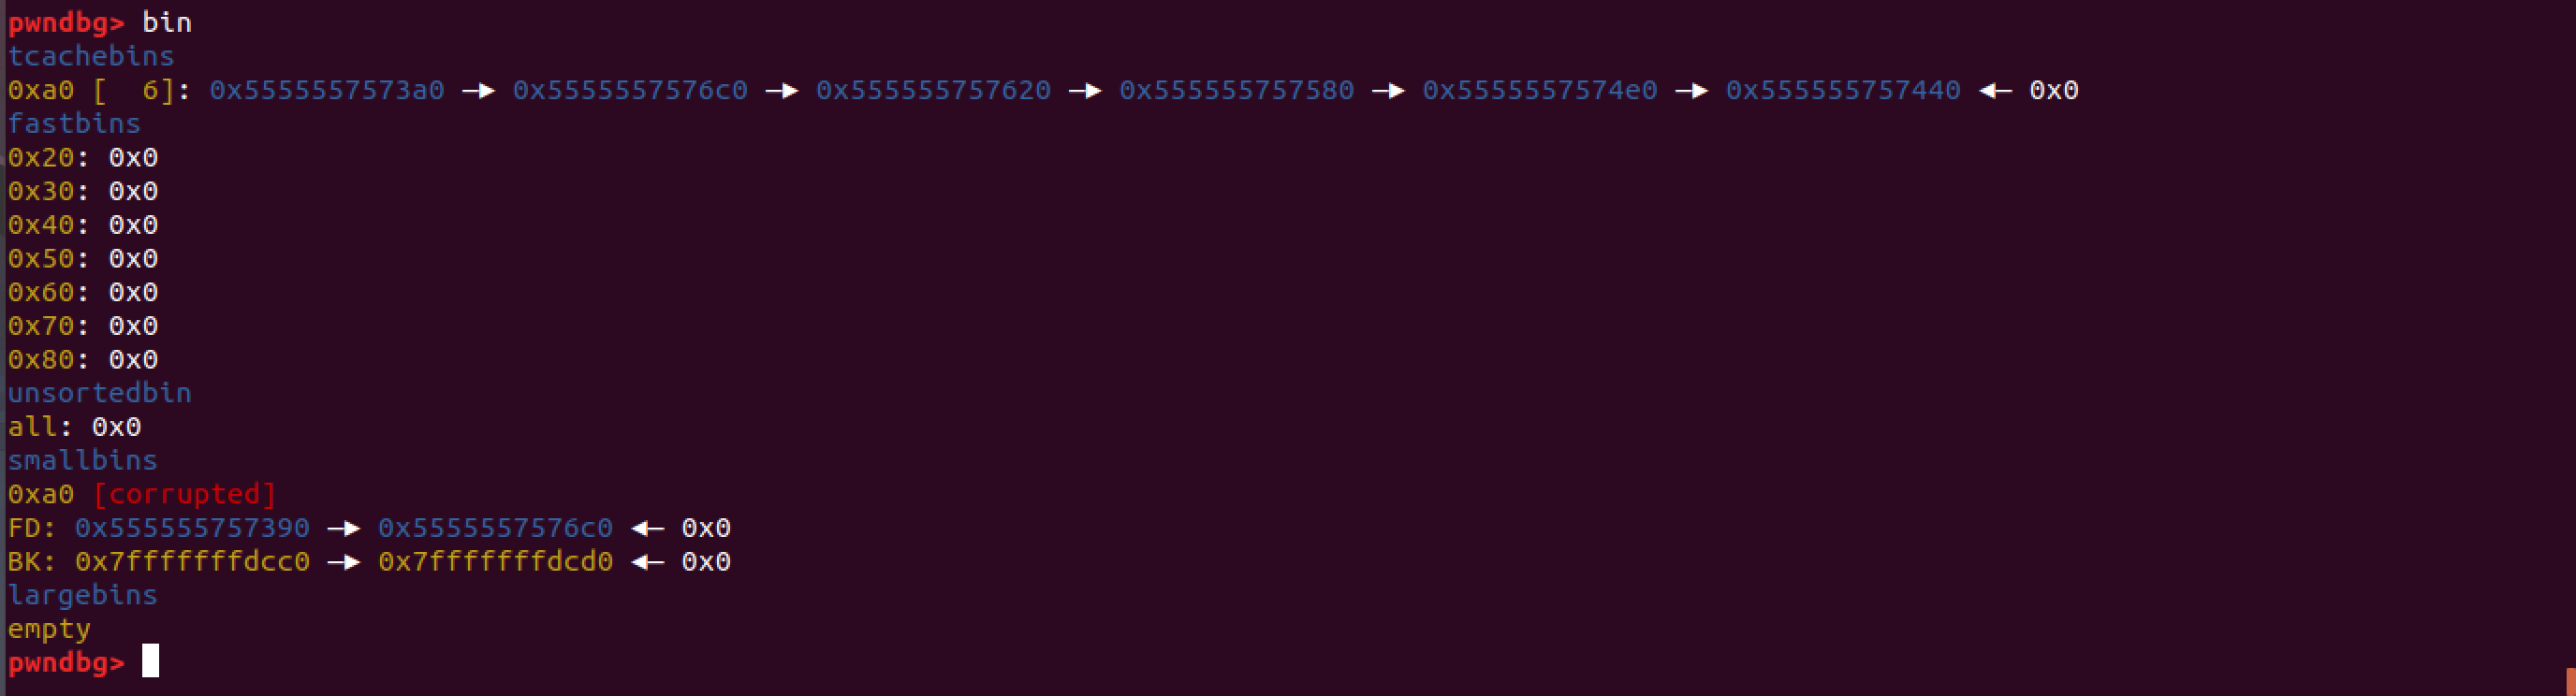 pwndbg> bin
tcachebins
0xa0 [  6]: 0x5555557573a0 —▸ 0x5555557576c0 —▸ 0x555555757620 —▸ 0x555555757580 —▸ 0x5555557574e0 —▸ 0x555555757440 ◂— 0x0
fastbins
0x20: 0x0
0x30: 0x0
0x40: 0x0
0x50: 0x0
0x60: 0x0
0x70: 0x0
0x80: 0x0
unsortedbin
all: 0x0
smallbins
0xa0 [corrupted]
FD: 0x555555757390 —▸ 0x5555557576c0 ◂— 0x0
BK: 0x7fffffffdcc0 —▸ 0x7fffffffdcd0 ◂— 0x0
largebins
empty
pwndbg>